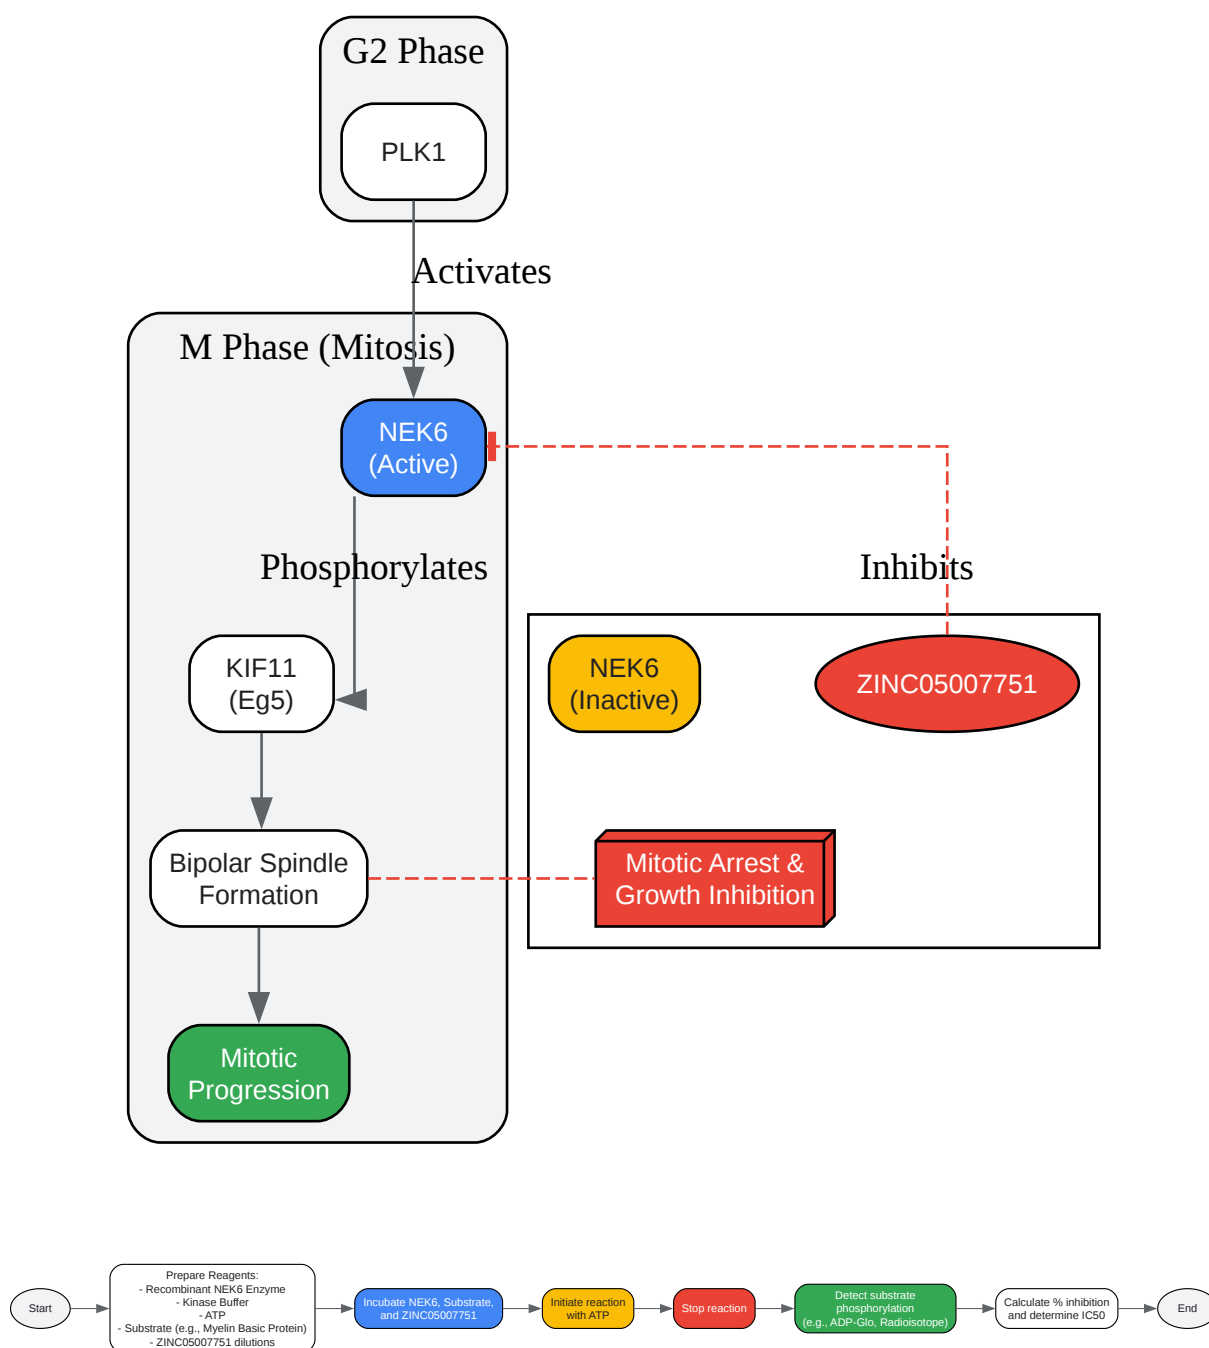 G2 Phase
PLK1
Activates
M Phase (Mitosis)
NEK6
(Active)
Phosphorylates
Inhibits
KIF11
(Eg5)
NEK6
(Inactive)
ZINC05007751
Bipolar Spindle
Formation
Mitotic Arrest &
Growth Inhibition
Mitotic
Progression
Start
Prepare Reagents:
- Recombinant NEK6 Enzyme
- Kinase Buffer
- ATP
- Substrate (e.g., Myelin Basic Protein)
- ZINC05007751 dilutions
Incubate NEK6, Substrate,
and ZINC05007751
Initiate reaction
with ATP
Stop reaction
Detect substrate
phosphorylation
(e.g., ADP-Glo, Radioisotope)
Calculate % inhibition
and determine IC50
End